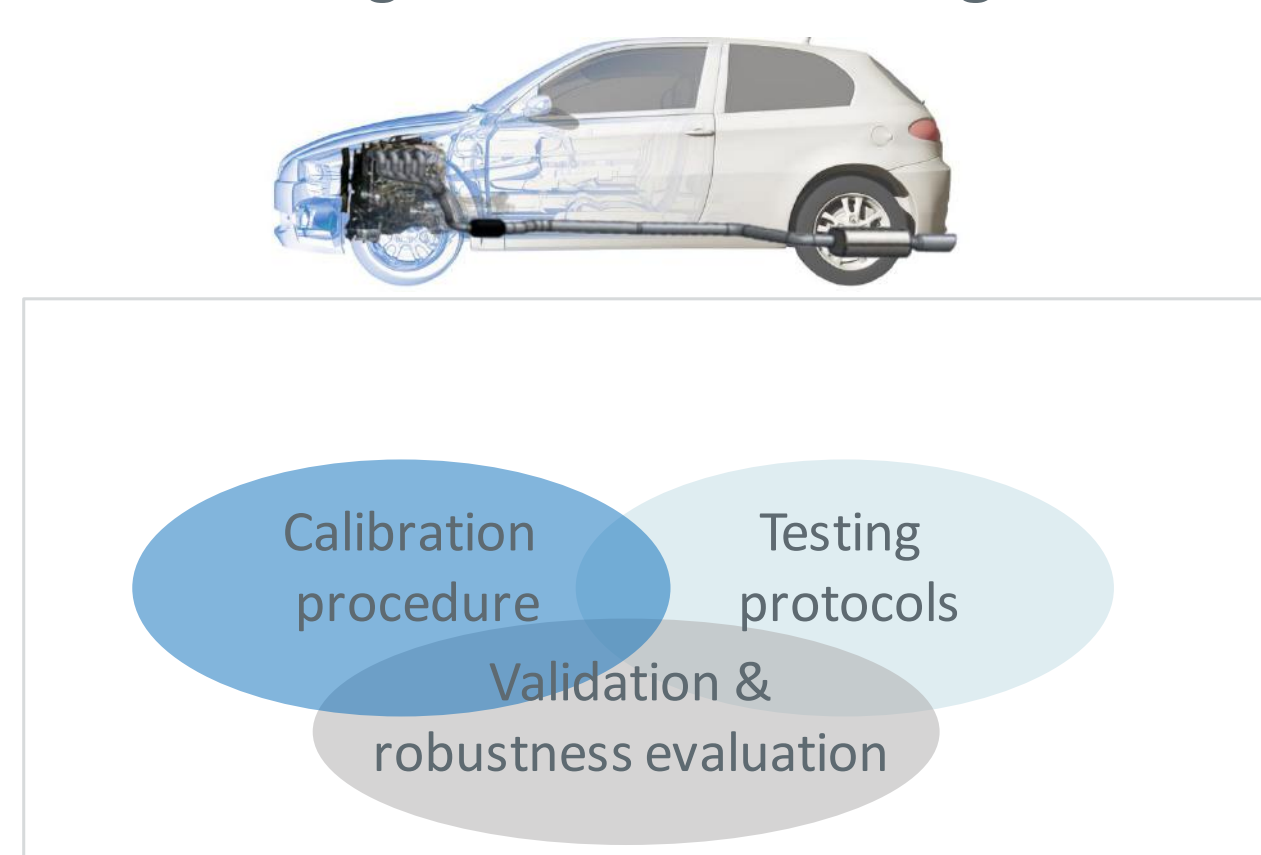 Calibration
procedure
Testing
protocols
Validation &
robustness evaluation